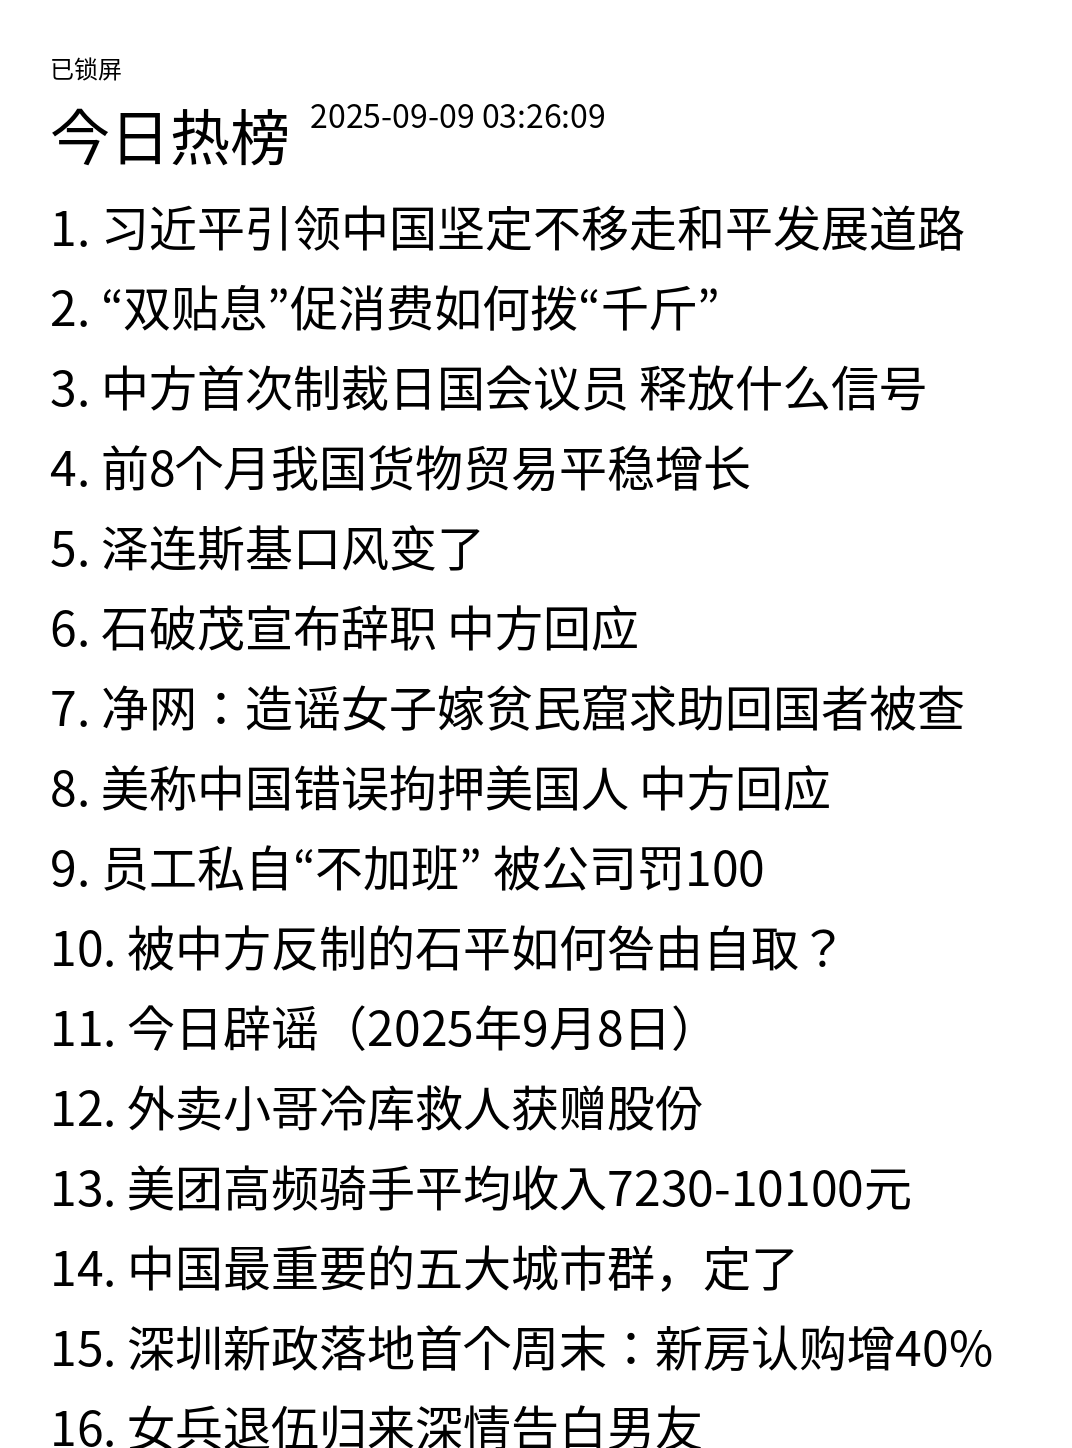 已锁屏
今日热榜 2025-09-09 03:26:09
1. 习近平引领中国坚定不移走和平发展道路
2. “双贴息”促消费如何拨“千斤”
3. 中方首次制裁日国会议员 释放什么信号
4. 前8个月我国货物贸易平稳增长
5. 泽连斯基口风变了
6. 石破茂宣布辞职 中方回应
7. 净网：造谣女子嫁贫民窟求助回国者被查
8. 美称中国错误拘押美国人 中方回应
9. 员工私自“不加班” 被公司罚100
10. 被中方反制的石平如何咎由自取？
11. 今日辟谣（2025年9月8日）
12. 外卖小哥冷库救人获赠股份
13. 美团高频骑手平均收入7230-10100元
14. 中国最重要的五大城市群，定了
15. 深圳新政落地首个周末：新房认购增40%
16. 女兵退伍归来深情告白男友